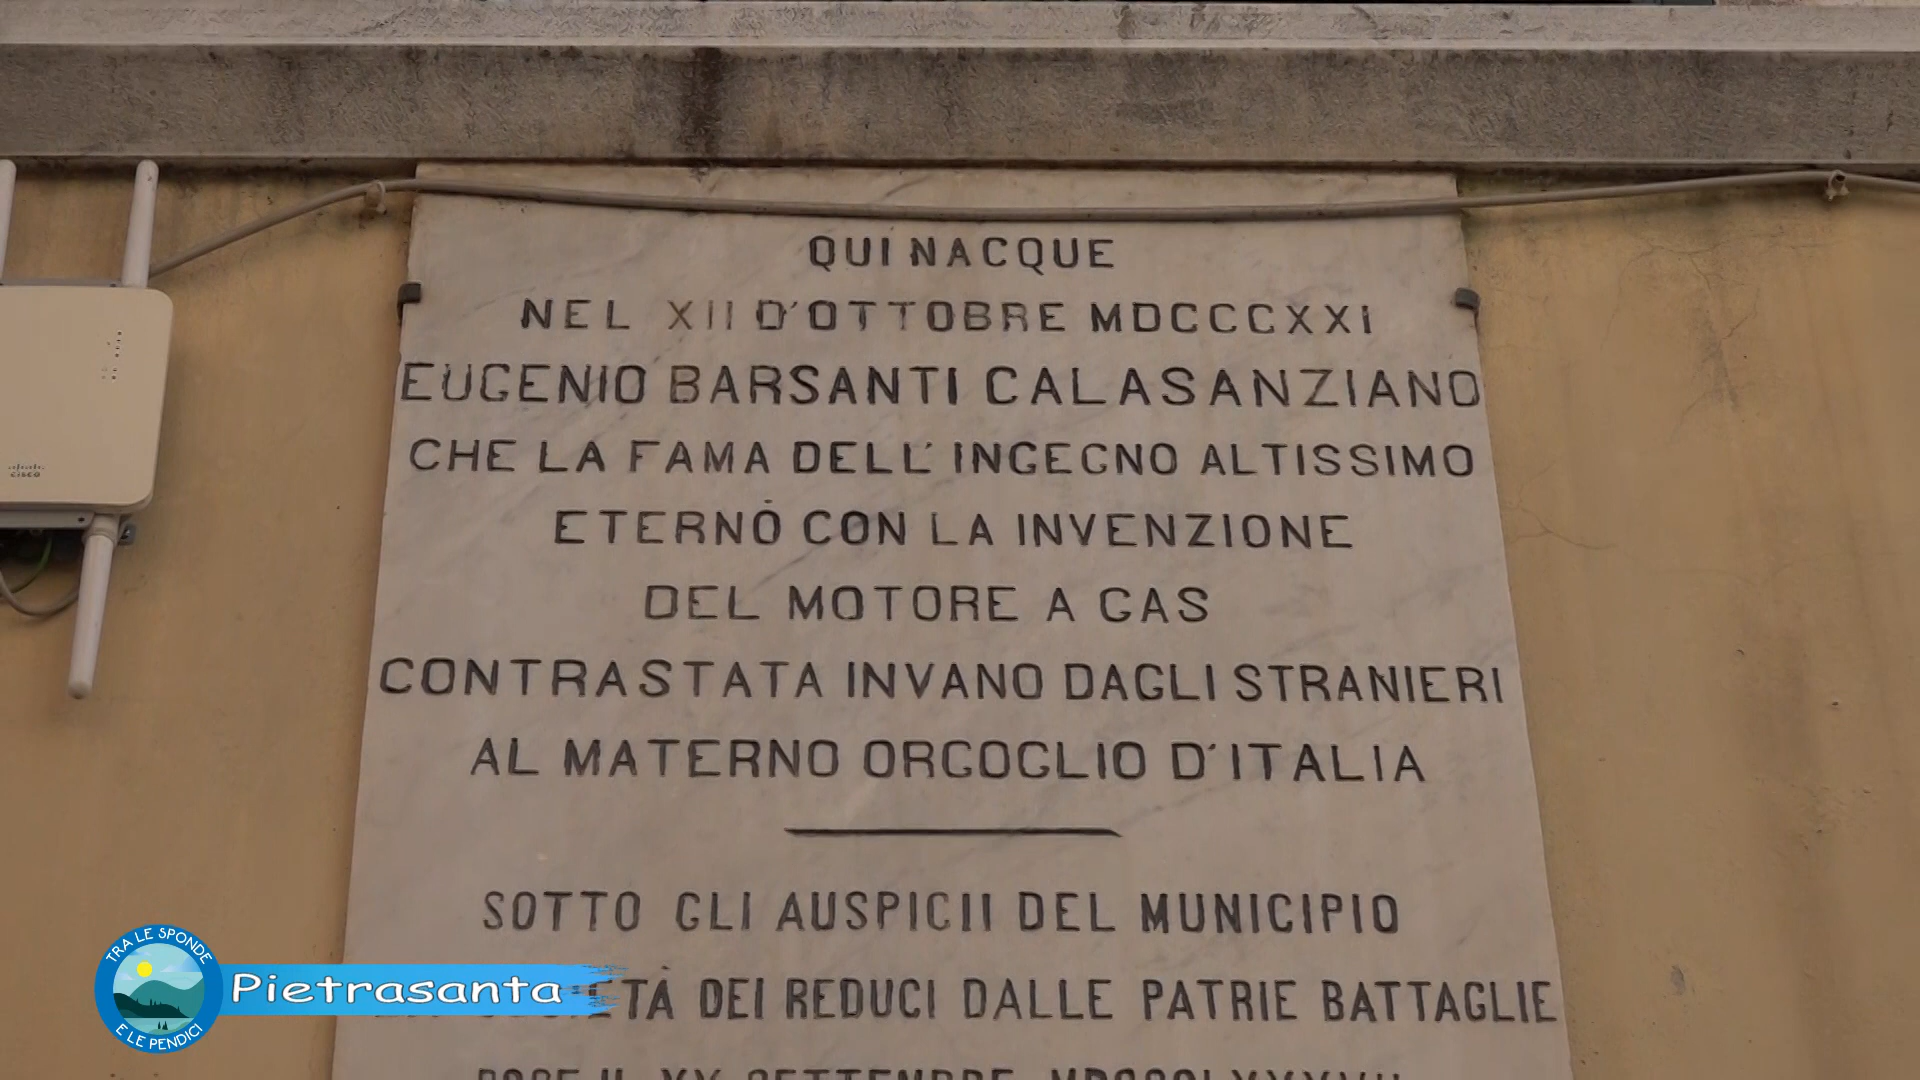 QUI NACQUE
NEL XII D'OTTOBRE MDCCCXXI
EUGENIO BARSANTI CALASANZIANO
CHE LA FAMA DELL'INGEGNO ALTISSIMO
ETERNÒ CON LA INVENZIONE
DEL MOTORE A GAS
CONTRASTATA INVANO DAGLI STRANIERI
AL MATERNO ORGOGLIO D'ITALIA
SOTTO GLI AUSPICII DEL MUNICIPIO
DEI REDUCI DALLE PATRIE BATTAGLIE
cisco
TRA LE SPONDE
E LE PENDICI
Pietrasanta